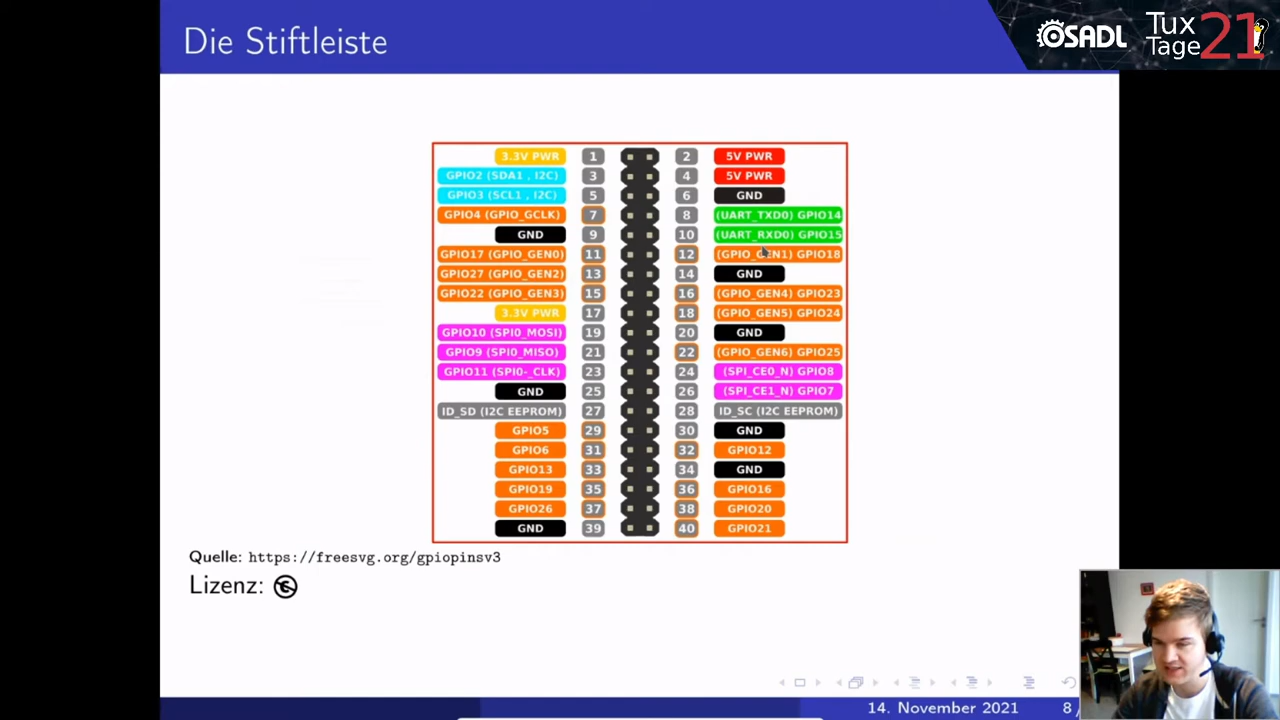 Die Stiftleiste
OSADL
Tux
Tage
21
3.3V PWR 1 2 5V PWR
GPIO2 (SDA1 , I2C) 3 4 5V PWR
GPIO3 (SCL1 , I2C) 5 6 GND
GPIO4 (GPIO_GCLK) 7 8 (UART_TXD0) GPIO14
GND 9 10 (UART_RXD0) GPIO15
GPIO17 (GPIO_GEN0) 11 12 (GPIO_GEN1) GPIO18
GPIO27 (GPIO_GEN2) 13 14 GND
GPIO22 (GPIO_GEN3) 15 16 (GPIO_GEN4) GPIO23
3.3V PWR 17 18 (GPIO_GEN5) GPIO24
GPIO10 (SPI0_MOSI) 19 20 GND
GPIO9 (SPI0_MISO) 21 22 (GPIO_GEN6) GPIO25
GPIO11 (SPI0-_CLK) 23 24 (SPI_CE0_N) GPIO8
GND 25 26 (SPI_CE1_N) GPIO7
ID_SD (I2C EEPROM) 27 28 ID_SC (I2C EEPROM)
GPIO5 29 30 GND
GPIO6 31 32 GPIO12
GPIO13 33 34 GND
GPIO19 35 36 GPIO16
GPIO26 37 38 GPIO20
GND 39 40 GPIO21
Quelle: https://freesvg.org/gpiopinsv3
Lizenz:
14. November 2021 8 /